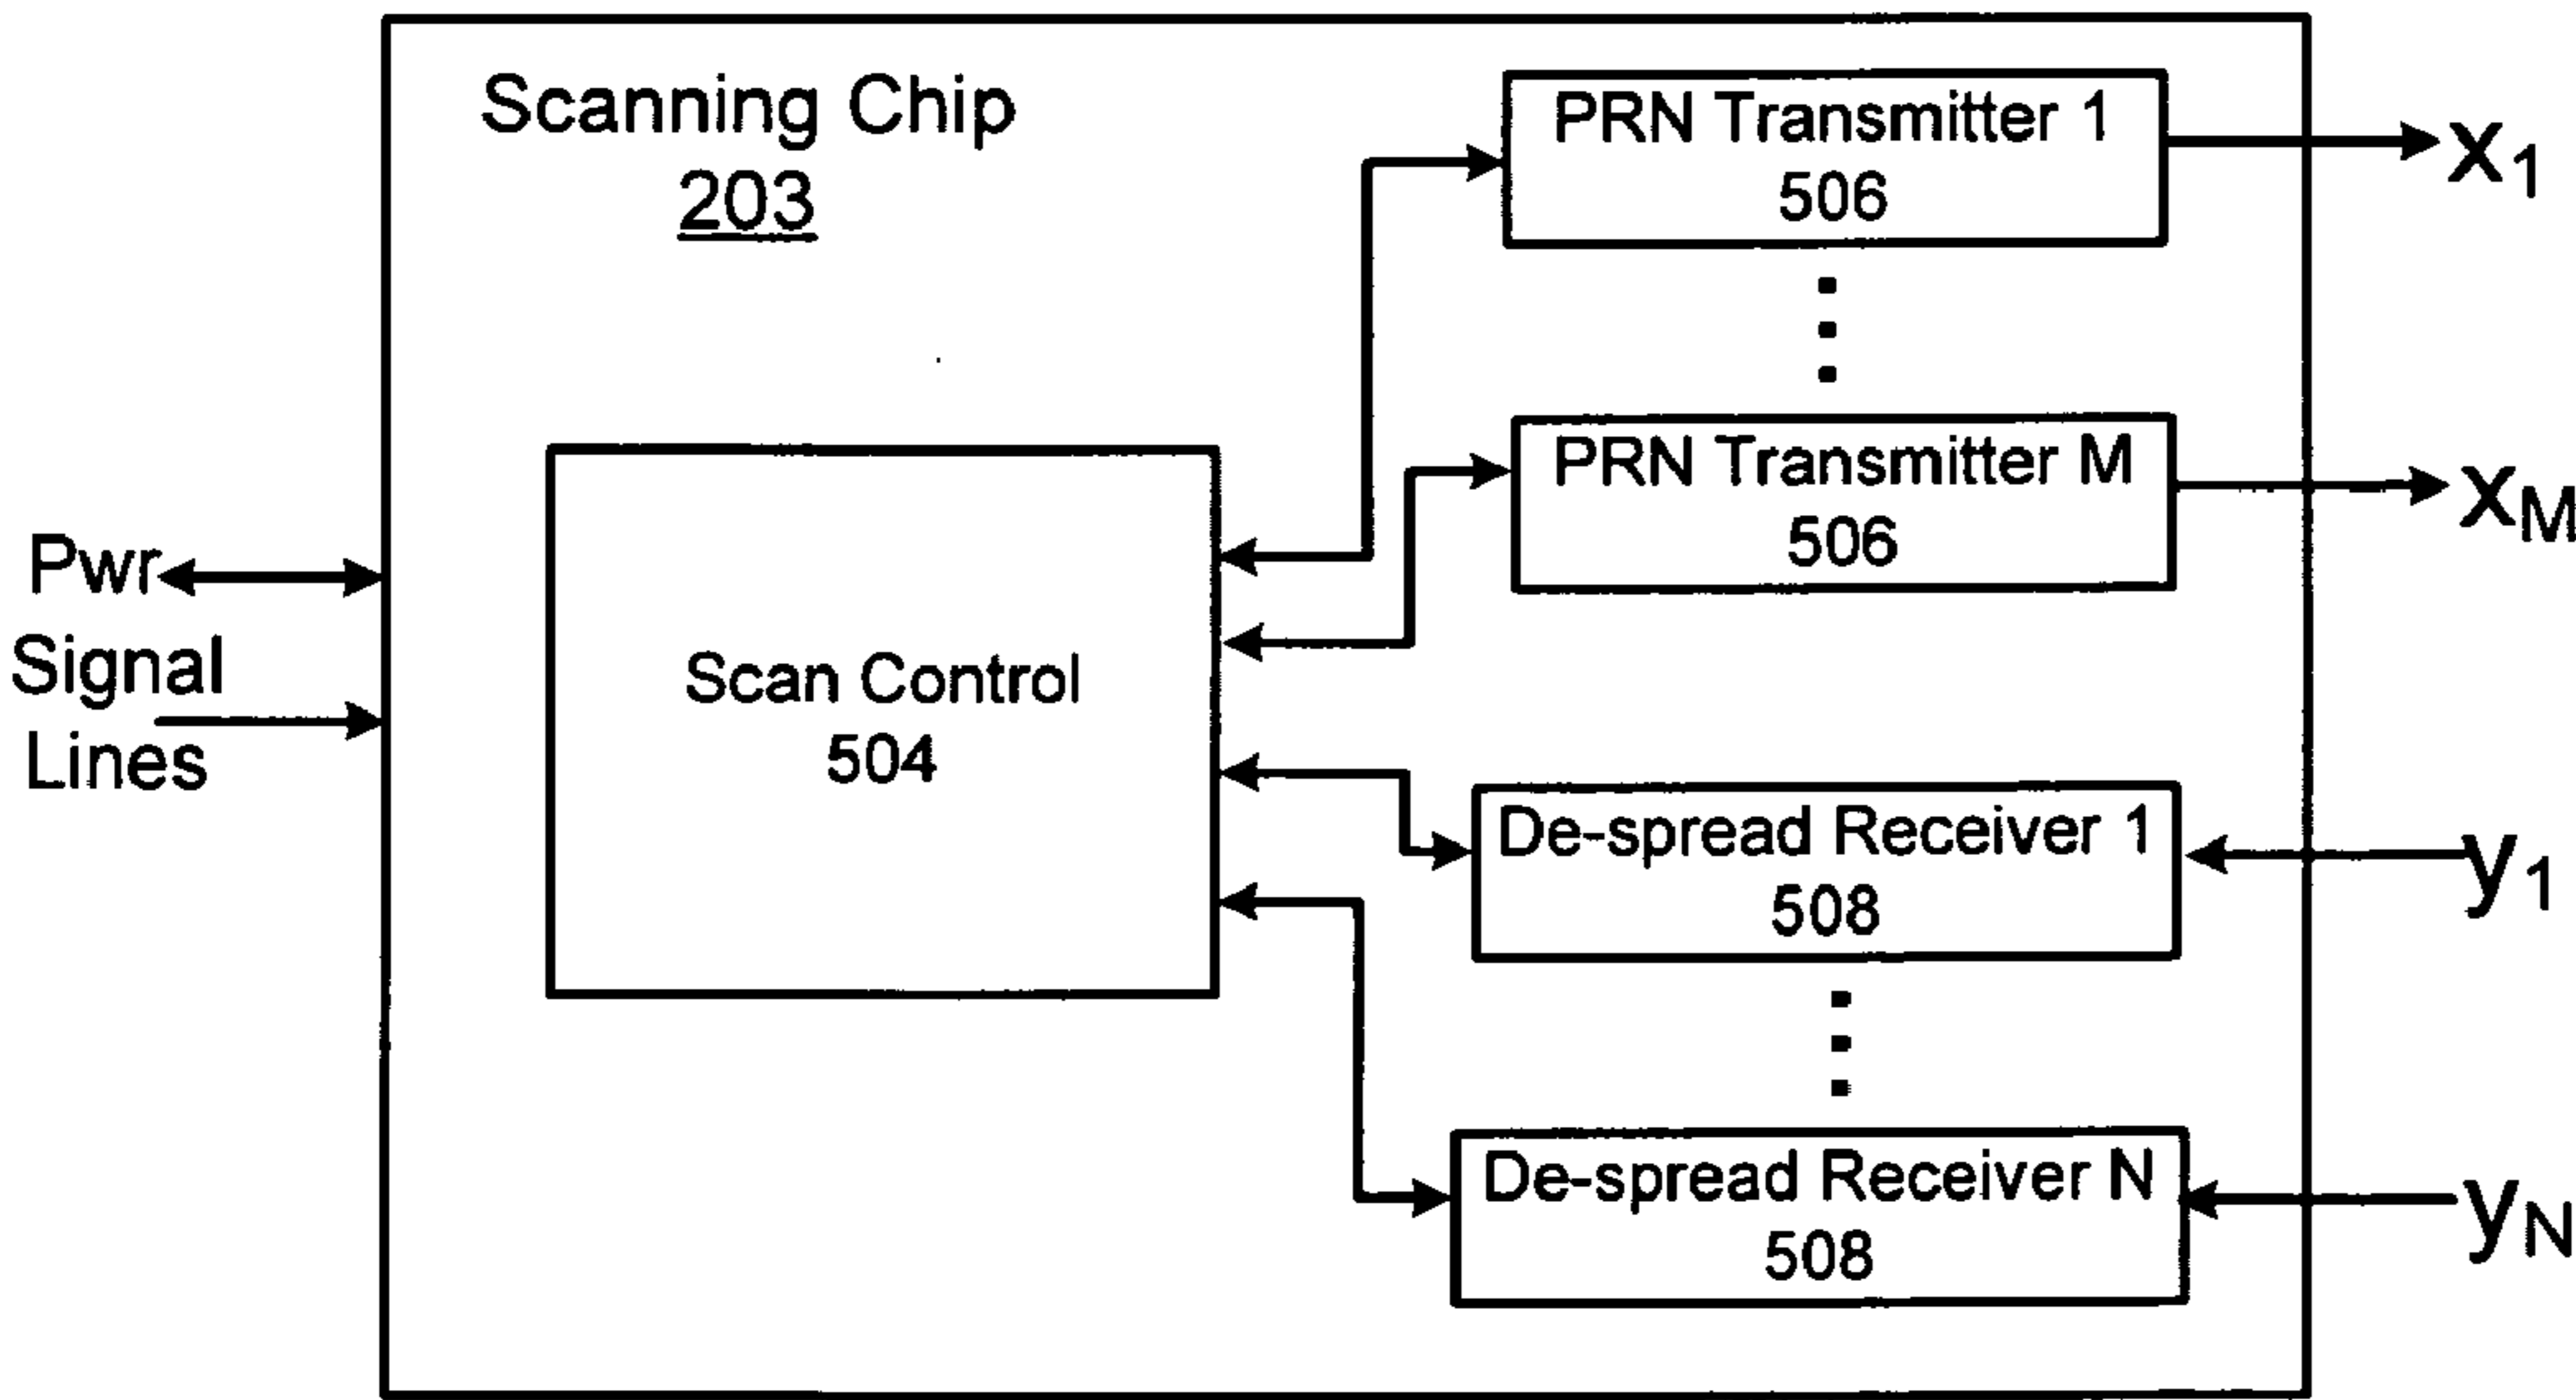 Scanning Chip
203
PRN Transmitter 1
506
x1
PRN Transmitter M
506
xM
Pwr
Signal
Lines
Scan Control
504
De-spread Receiver 1
508
y1
De-spread Receiver N
508
yN